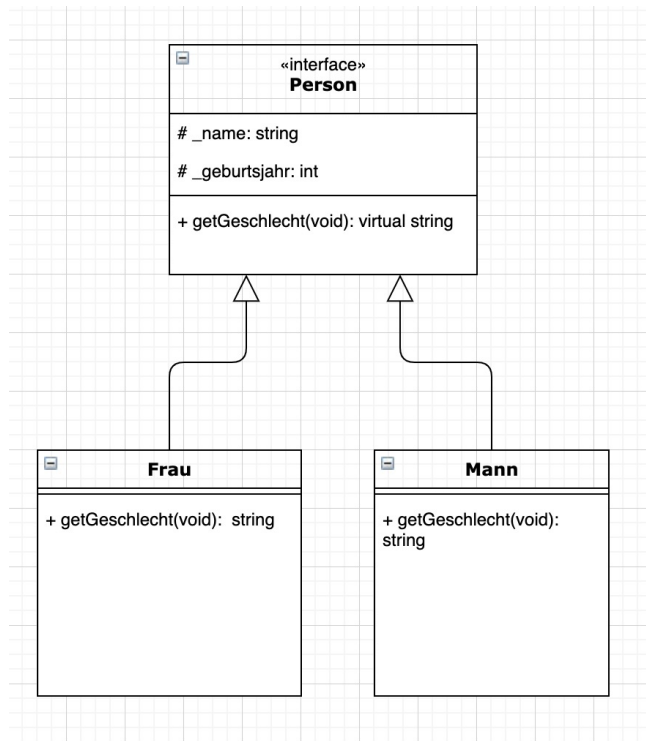 «interface»
Person
# _name: string
# _geburtsjahr: int
+ getGeschlecht(void): virtual string
Frau
+ getGeschlecht(void): string
Mann
+ getGeschlecht(void):
string